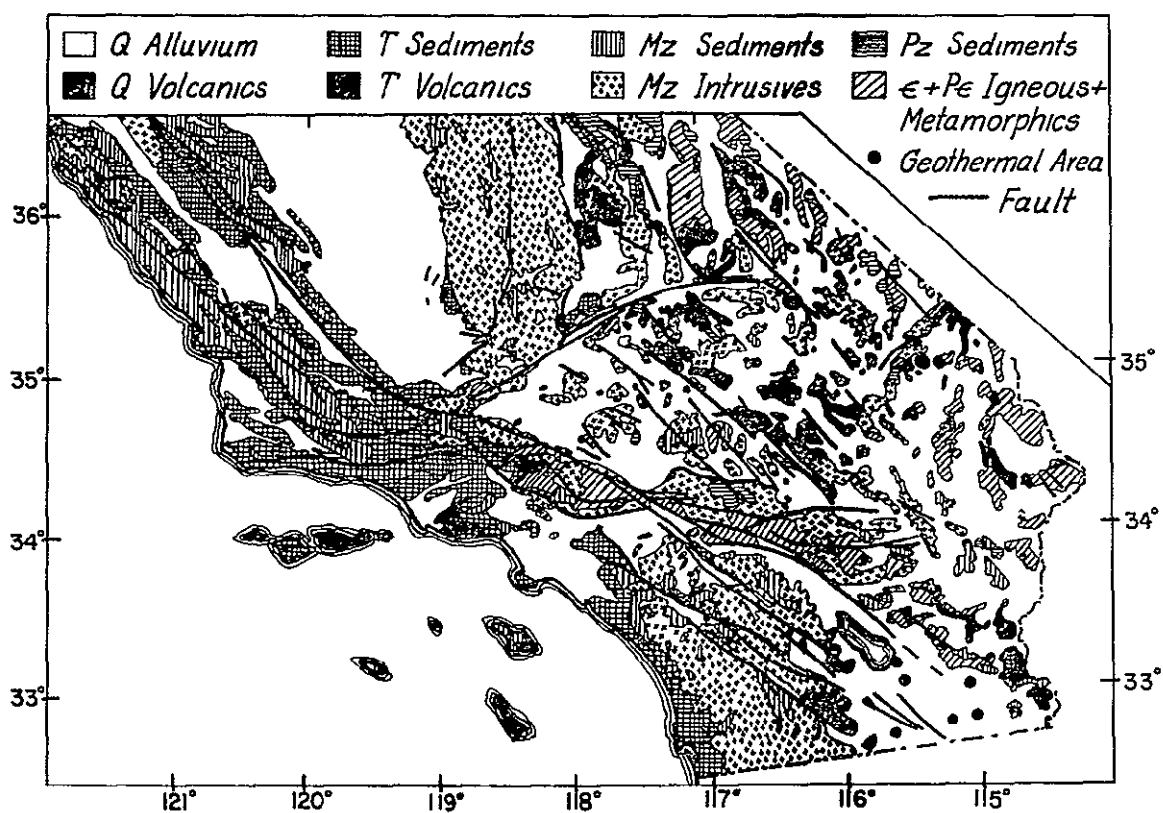 Q Alluvium T Sediments Mz Sediments Pz Sediments
Q Volcanics T Volcanics Mz Intrusives Є+PЄ Igneous+
Metamorphics
Geothermal Area
Fault
36°
35°
34°
33°
35°
34°
33°
121° 120° 119° 118° 117° 116° 115°